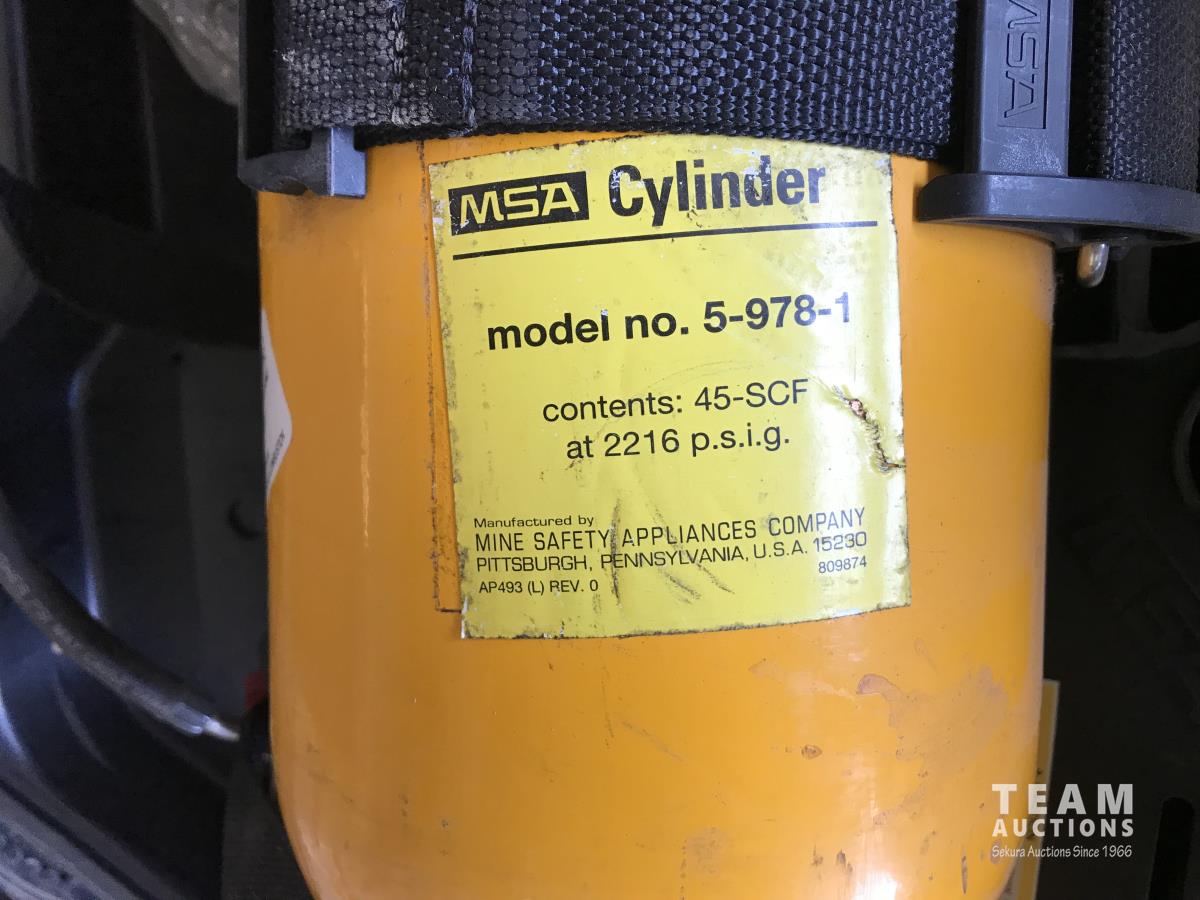 MSA
MSA Cylinder
model no. 5-978-1
contents: 45-SCF
at 2216 p.s.i.g.
Manufactured by
MINE SAFETY APPLIANCES COMPANY
PITTSBURGH, PENNSYLVANIA, U.S.A. 15230
809874
AP493 (L) REV. 0
TEAM
AUCTIONS
Sekura Auctions Since 1966